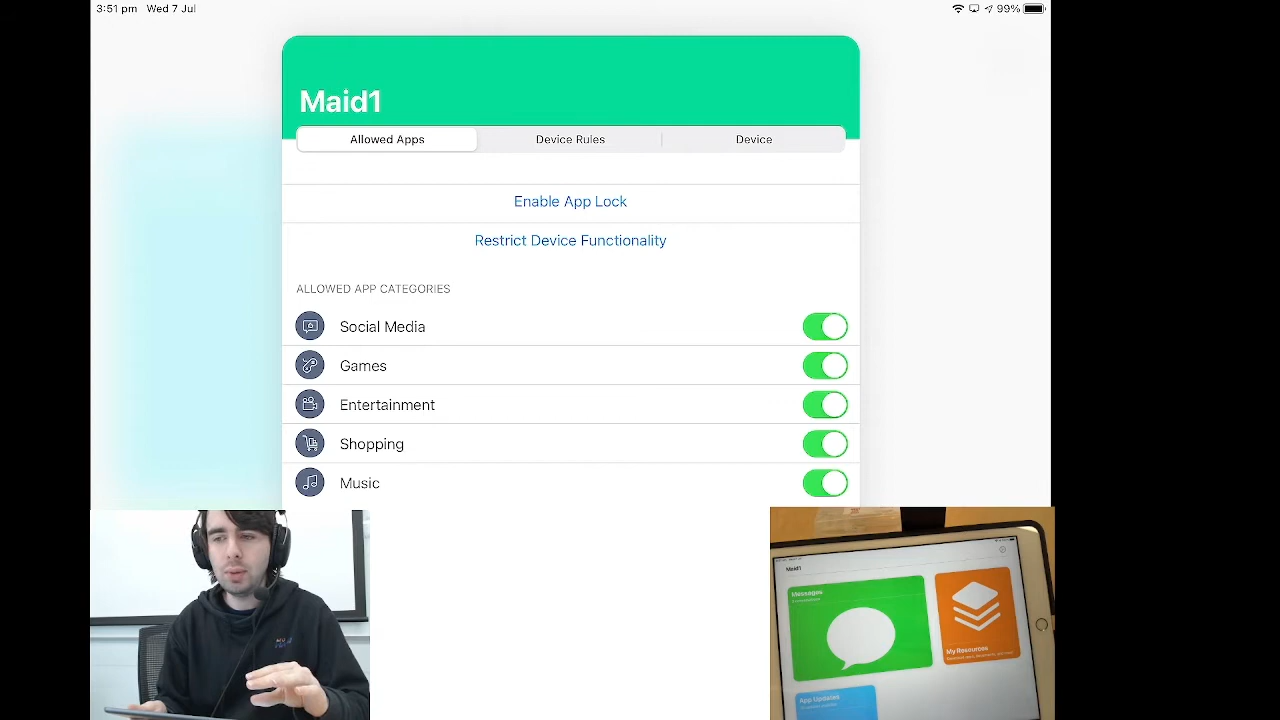 3:51 pm Wed 7 Jul
99%
Maid1
Allowed Apps Device Rules Device
Enable App Lock
Restrict Device Functionality
ALLOWED APP CATEGORIES
Social Media
Games
Entertainment
Shopping
Music
Maid1
Messages
My Resources
App Updates